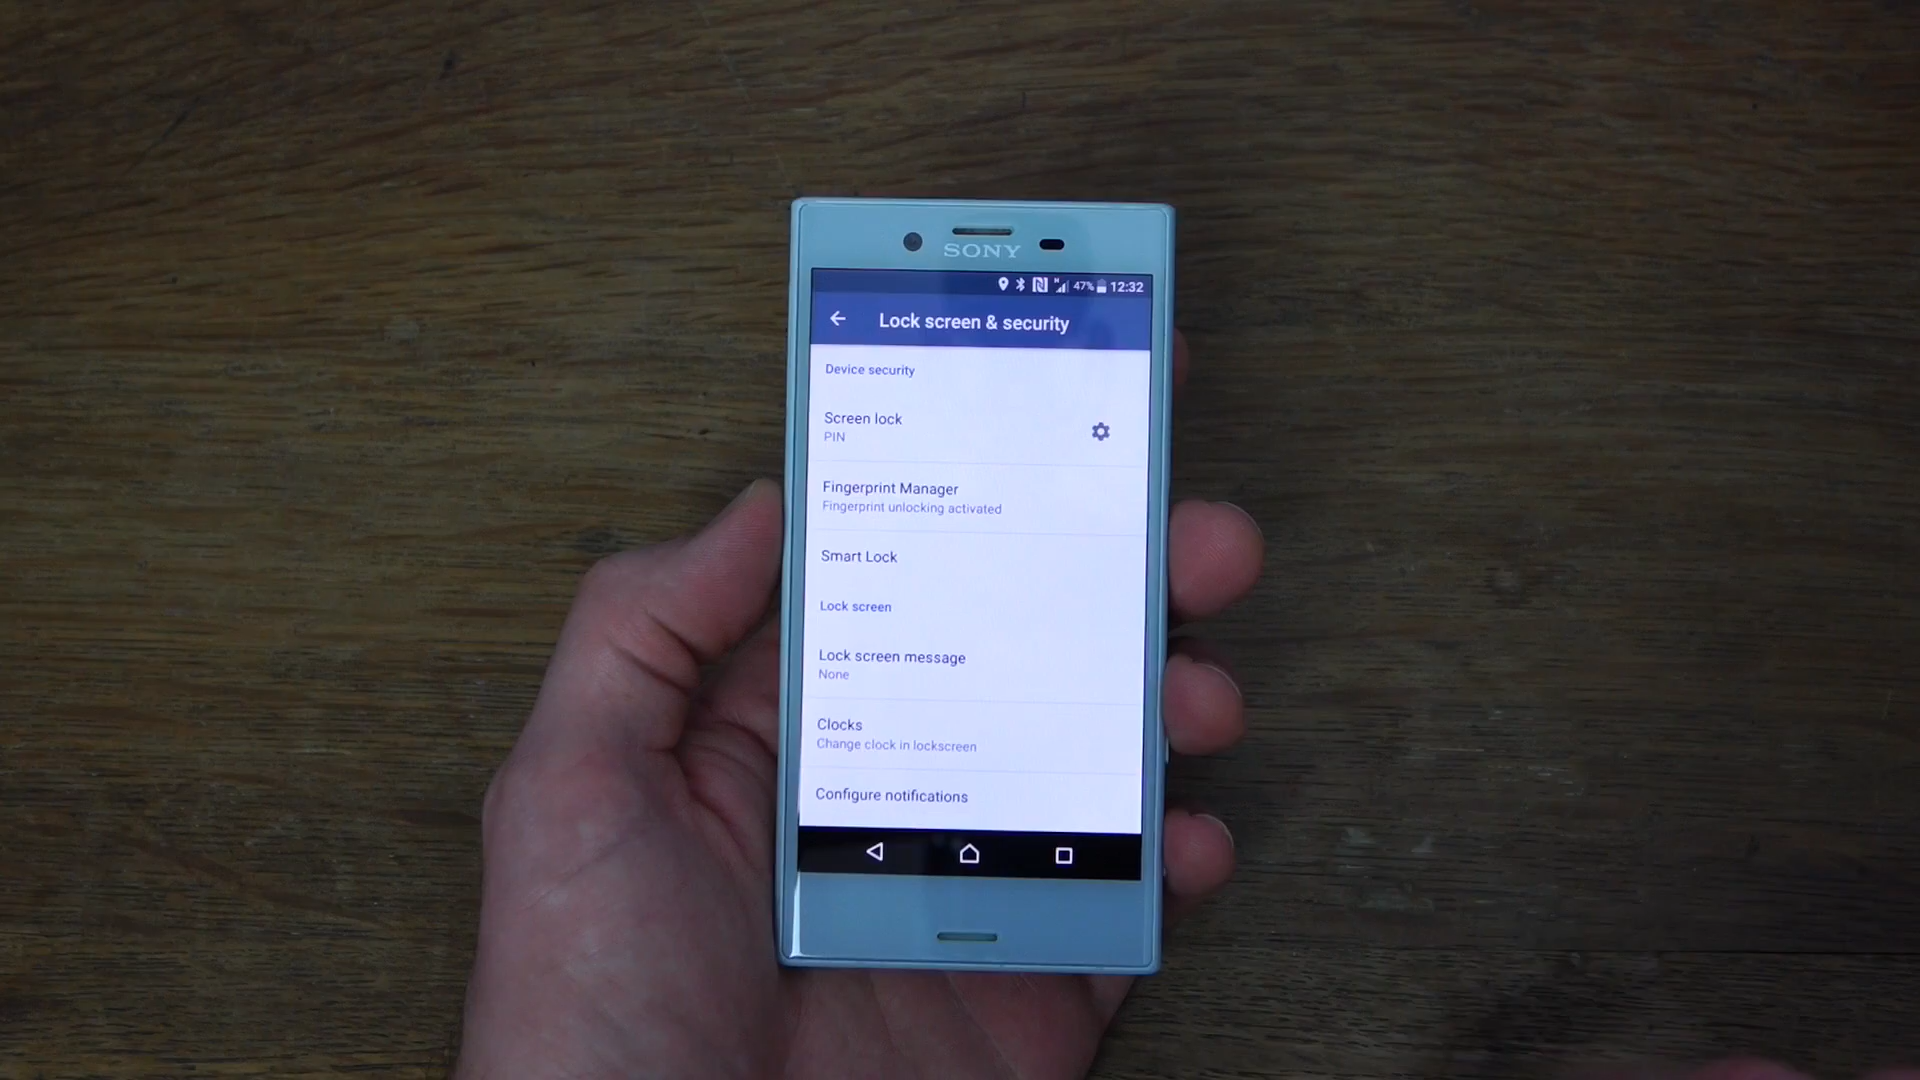 SONY
47% 12:32
Lock screen & security
Device security
Screen lock
PIN
Fingerprint Manager
Fingerprint unlocking activated
Smart Lock
Lock screen
Lock screen message
None
Clocks
Change clock in lockscreen
Configure notifications